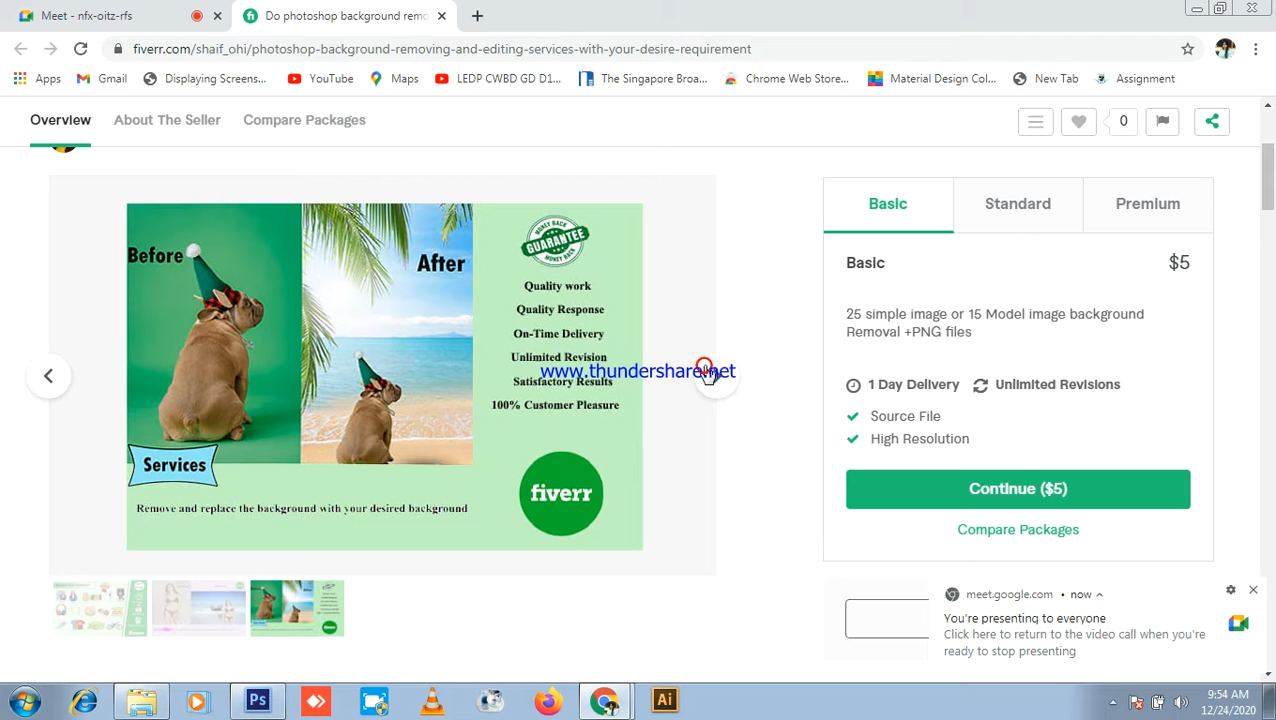 Meet - nfx-oitz-rfs
Do photoshop background remo
fiverr.com/shaif_ohi/photoshop-background-removing-and-editing-services-with-your-desire-requirement
Apps
Gmail
Displaying Screens...
YouTube
Maps
LEDP CWBD GD D1...
The Singapore Broa...
Chrome Web Store...
Material Design Col...
New Tab
Assignment
Overview
About The Seller
Compare Packages
0
Before
After
MONEY BACK
GUARANTEE
MONEY BACK
Quality work
Quality Response
On-Time Delivery
Unlimited Revision
Satisfactory Results
100% Customer Pleasure
www.thundershare.net
Services
Remove and replace the background with your desired background
fiverr
Basic
Standard
Premium
Basic
$5
25 simple image or 15 Model image background
Removal +PNG files
1 Day Delivery
Unlimited Revisions
Source File
High Resolution
Continue ($5)
Compare Packages
meet.google.com • now
You're presenting to everyone
Click here to return to the video call when you're
ready to stop presenting
Ps
Ai
9:54 AM
12/24/2020